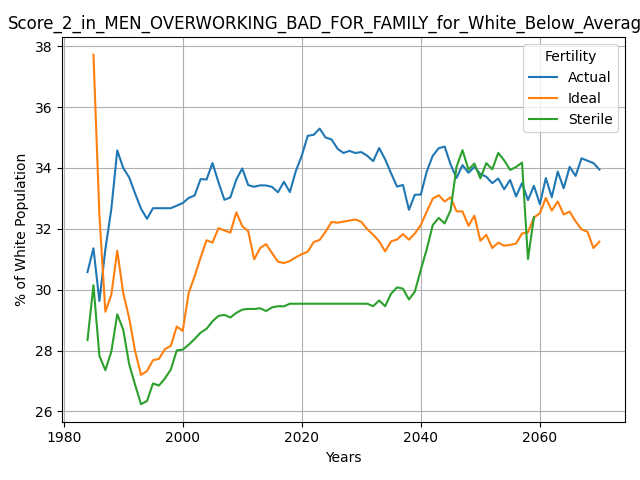 Score_2_in_MEN_OVERWORKING_BAD_FOR_FAMILY_for_White_Below_Averag
38
36
34
32
30
28
26
% of White Population
Fertility
Actual
Ideal
Sterile
1980
2000
2020
2040
2060
Years